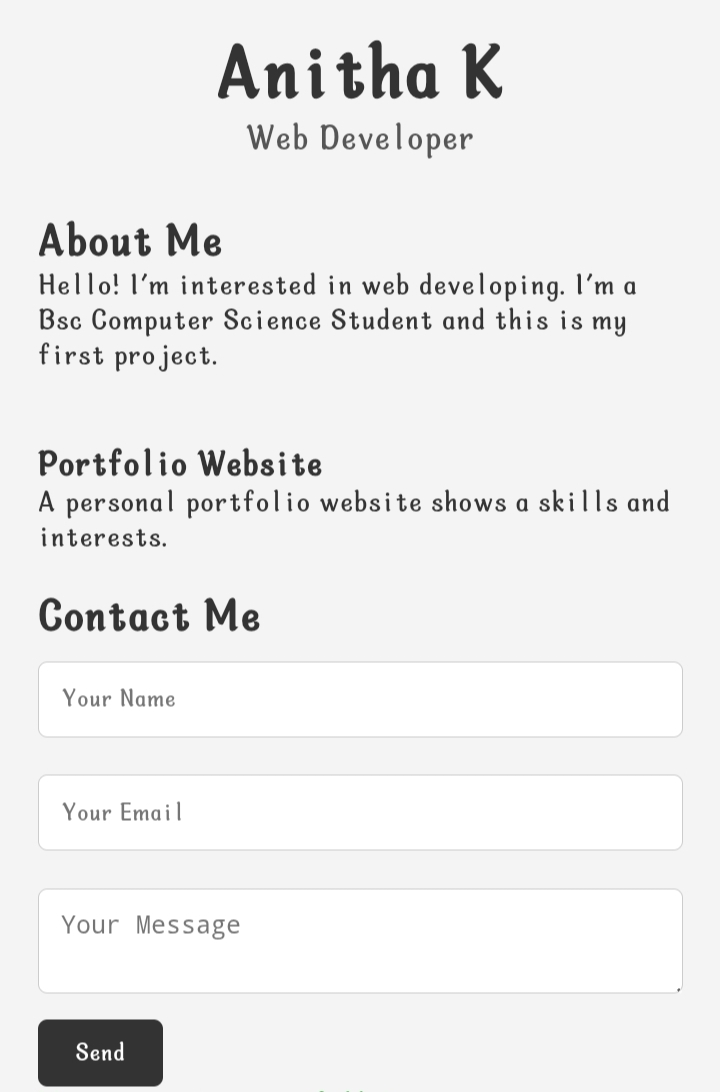 Anitha K
Web Developer
About Me
Hello! I'm interested in web developing. I'm a
Bsc Computer Science Student and this is my
first project.
Portfolio Website
A personal portfolio website shows a skills and
interests.
Contact Me
Your Name
Your Email
Your Message
Send